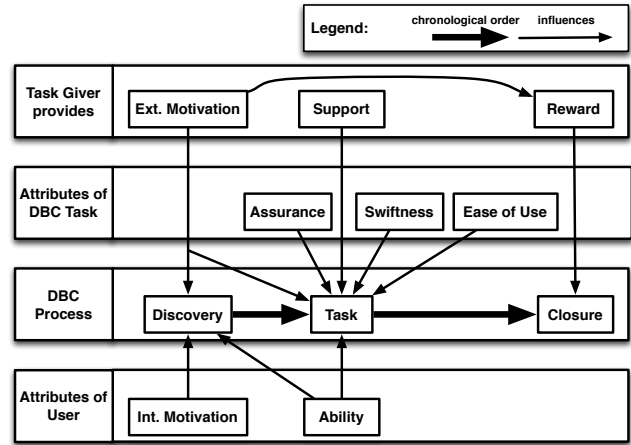 Legend:
chronological order
influences
Task Giver
provides
Ext. Motivation
Support
Reward
Attributes of
DBC Task
Assurance
Swiftness
Ease of Use
DBC
Process
Discovery
Task
Closure
Attributes of
User
Int. Motivation
Ability